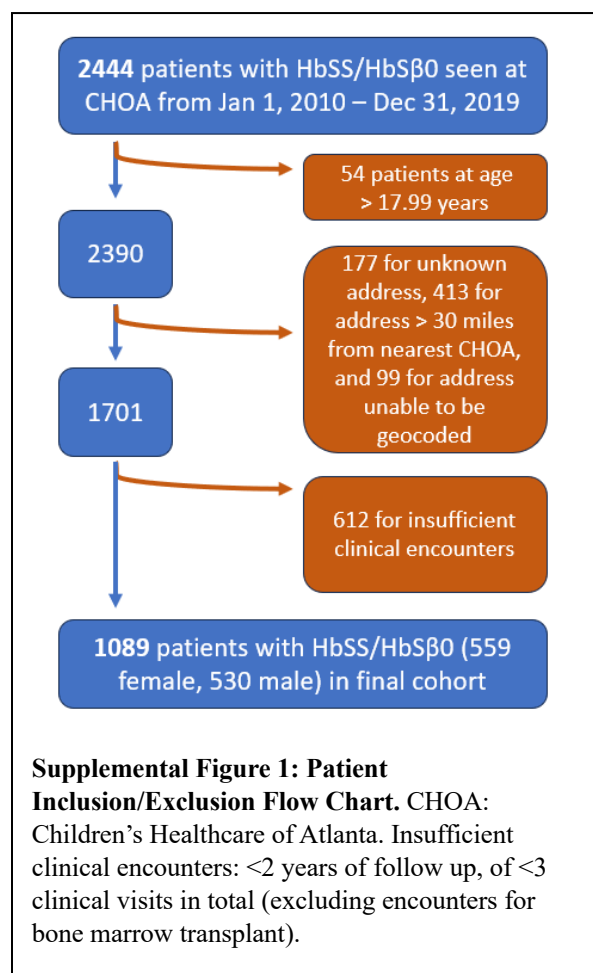 2444 patients with HbSS/HbSβ0 seen at
CHOA from Jan 1, 2010 – Dec 31, 2019
54 patients at age
> 17.99 years
2390
177 for unknown
address, 413 for
address > 30 miles
from nearest CHOA,
and 99 for address
unable to be
geocoded
1701
612 for insufficient
clinical encounters
1089 patients with HbSS/HbSβ0 (559
female, 530 male) in final cohort
Supplemental Figure 1: Patient
Inclusion/Exclusion Flow Chart. CHOA:
Children’s Healthcare of Atlanta. Insufficient
clinical encounters: <2 years of follow up, of <3
clinical visits in total (excluding encounters for
bone marrow transplant).